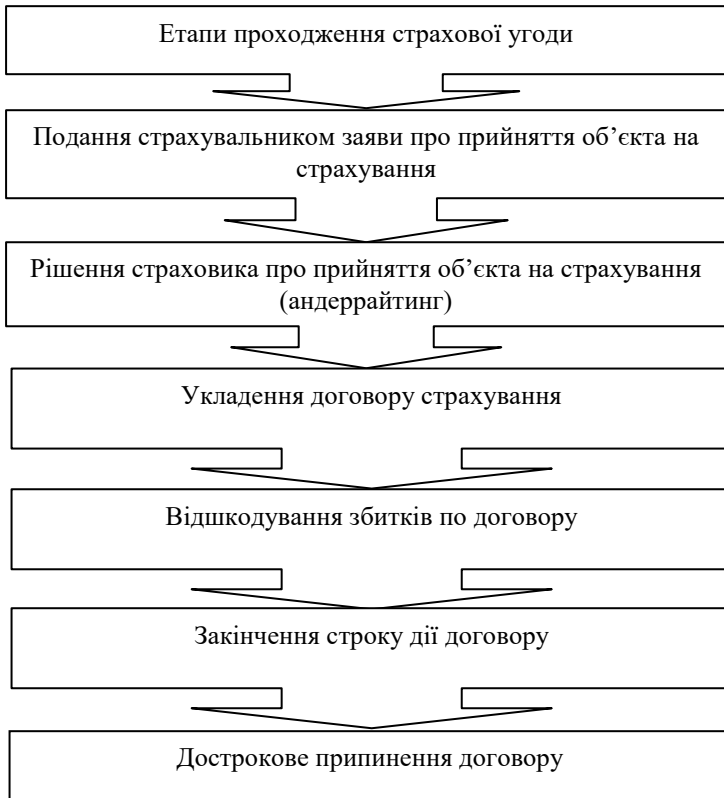 Етапи проходження страхової угоди
Подання страхувальником заяви про прийняття об’єкта на
страхування
Рішення страховика про прийняття об’єкта на страхування
(андеррайтинг)
Укладення договору страхування
Відшкодування збитків по договору
Закінчення строку дії договору
Дострокове припинення договору